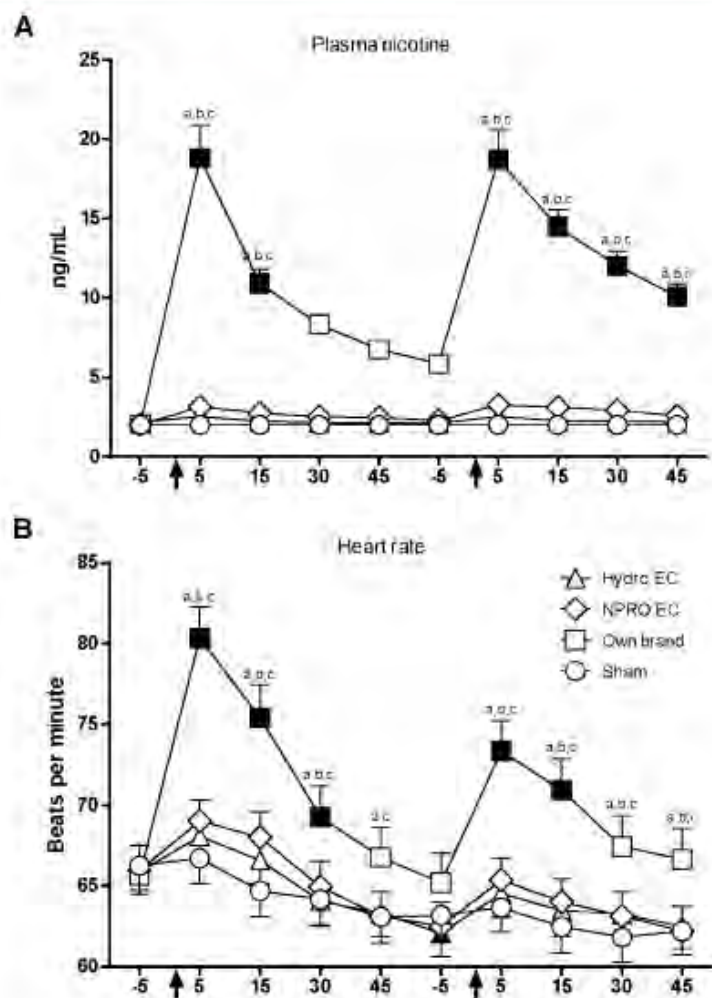 A
Plasma nicotine
25
20
15
10
5
0
ng/mL
a,b,c
a,b,c
a,b,c
a,b,c
a,b,c
a,b,c
-5 5 15 30 45 -5 5 15 30 45
B
Heart rate
85
80
75
70
65
60
Beats per minute
Hydro EC
NPRO EC
Own brand
Sham
a,b,c
a,b,c
a,b,c
a,c
a,b,c
a,b,c
a,b,c
a,b,c
-5 5 15 30 45 -5 5 15 30 45